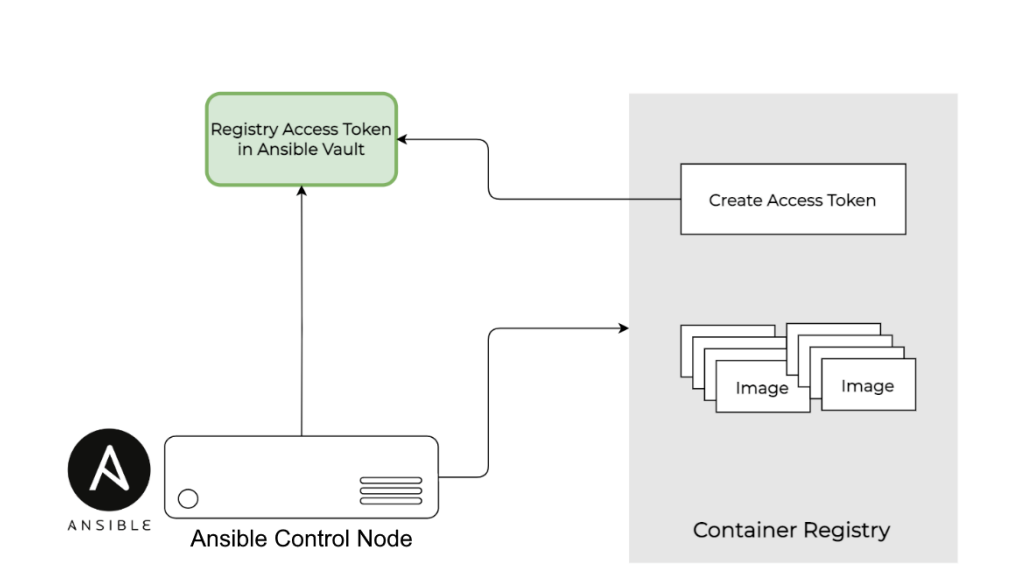 Registry Access Token
in Ansible Vault
Create Access Token
Image
Image
ANSIBLE
Ansible Control Node
Container Registry